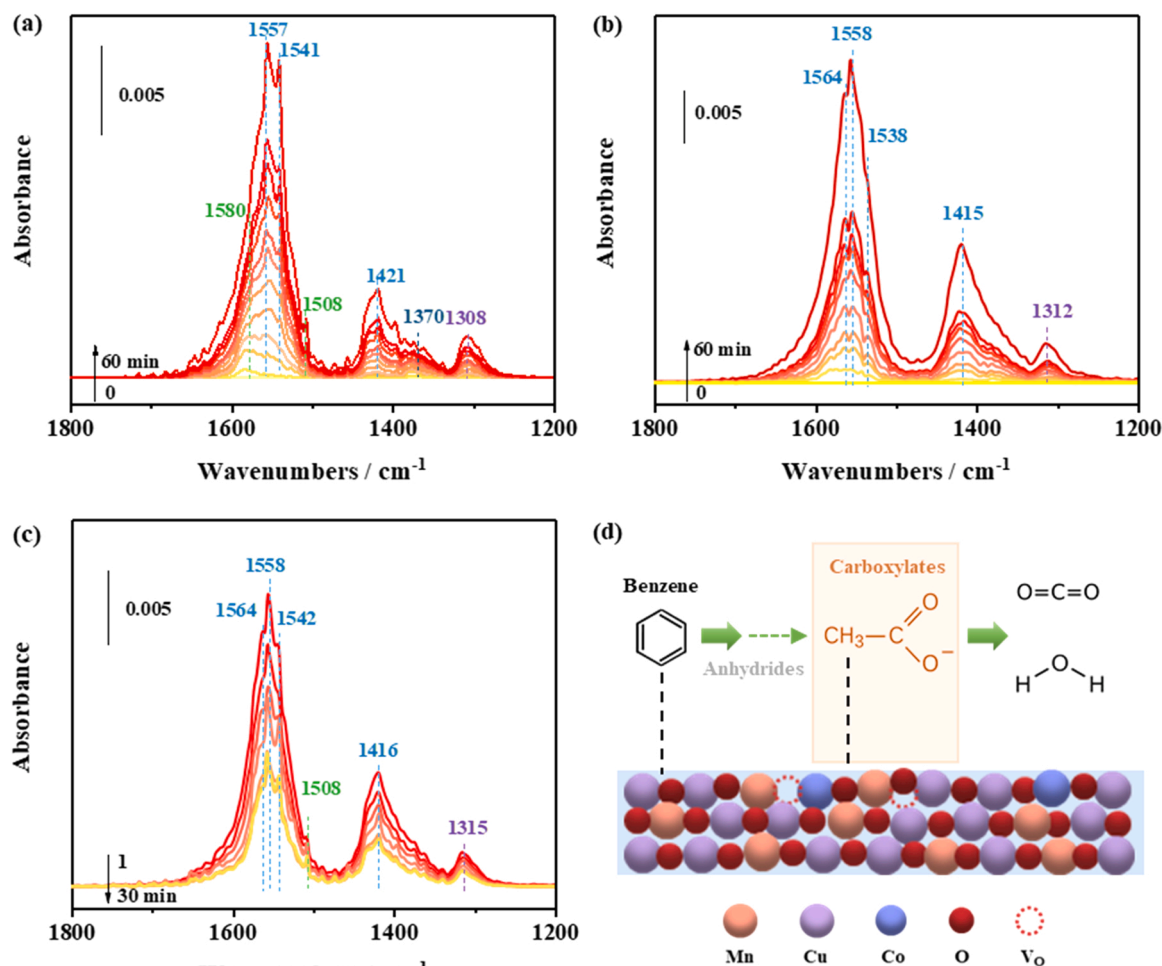 (a)
1557
1541
0.005
1580
1508
1421
1370
1308
60 min
0
Absorbance
1800
1600
1400
1200
Wavenumbers / cm-1
(b)
1558
1564
0.005
1538
1415
1312
60 min
0
Absorbance
1800
1600
1400
1200
Wavenumbers / cm-1
(c)
1558
1564
1542
0.005
1508
1416
1315
1
30 min
Absorbance
1800
1600
1400
1200
(d)
Benzene
Anhydrides
Carboxylates
CH3—C
O
O−
O=C=O
H
O
H
Mn
Cu
Co
O
VO